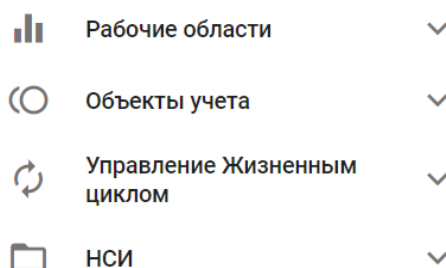 Рабочие области
Объекты учета
Управление Жизненным
циклом
НСИ